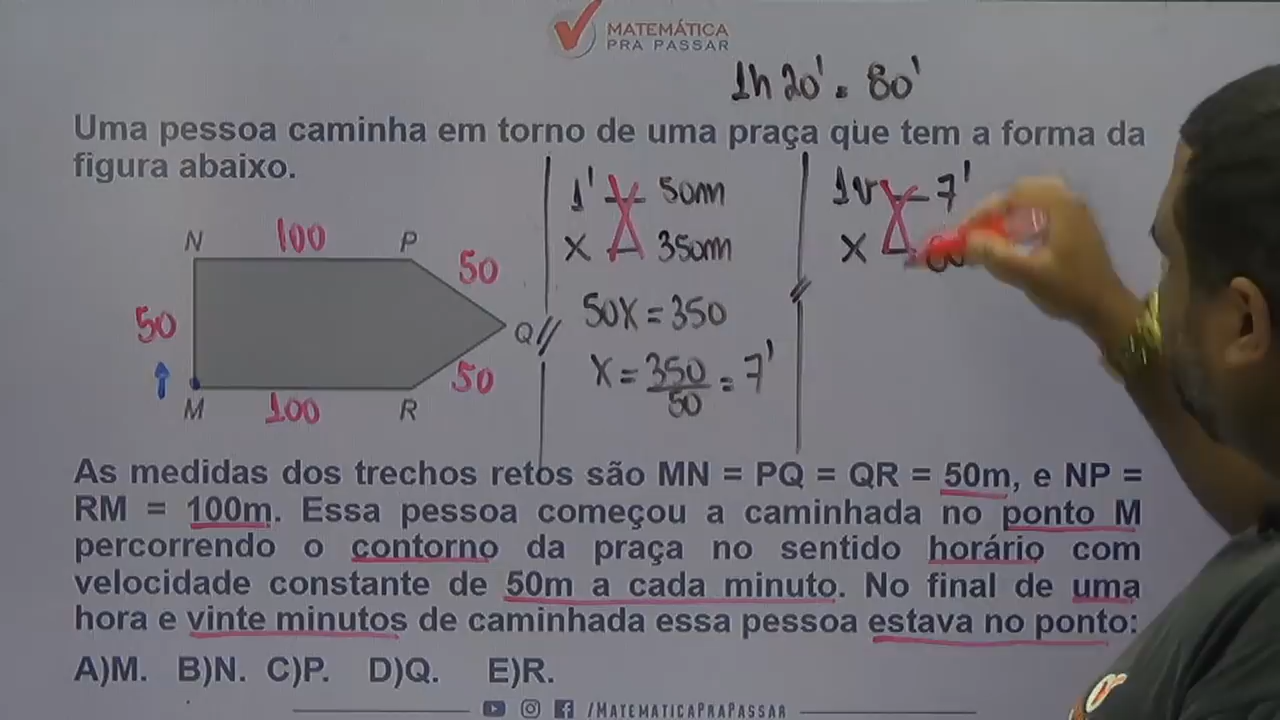 MATEMÁTICA
PRA PASSAR
1h 20' = 80'
Uma pessoa caminha em torno de uma praça que tem a forma da
figura abaixo.
N 100 P
50
50
Q
50
M 100 R
1' 50m
x 350m
50x = 350
x = 350/50 = 7'
1v 7'
x
As medidas dos trechos retos são MN = PQ = QR = 50m, e NP =
RM = 100m. Essa pessoa começou a caminhada no ponto M
percorrendo o contorno da praça no sentido horário com
velocidade constante de 50m a cada minuto. No final de uma
hora e vinte minutos de caminhada essa pessoa estava no ponto:
A)M. B)N. C)P. D)Q. E)R.
/MATEMATICAPRAPASSAR